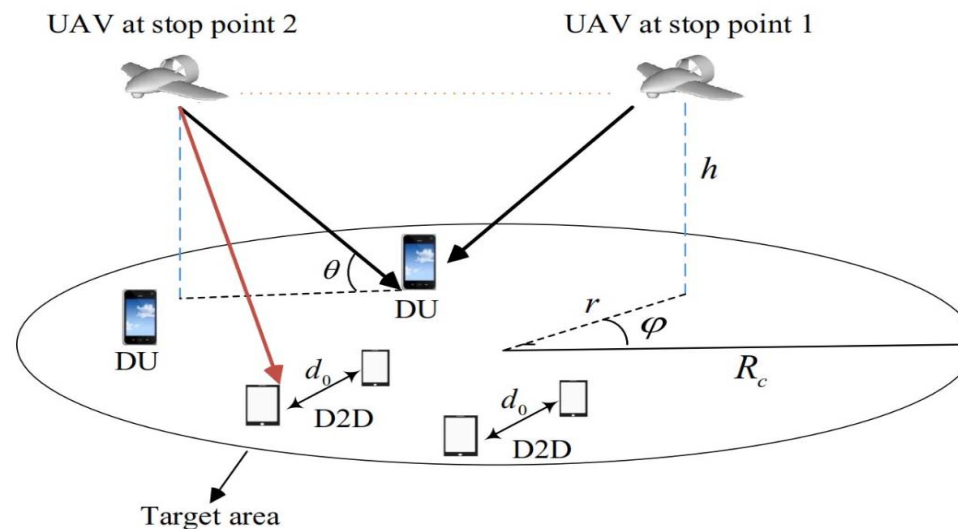 UAV at stop point 2
UAV at stop point 1
h
θ
DU
DU
r
φ
R_c
d_0
D2D
d_0
D2D
Target area